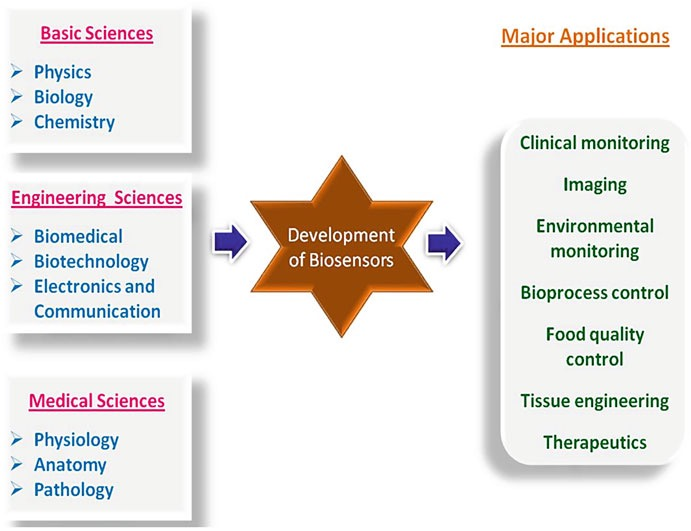 Basic Sciences
Physics
Biology
Chemistry
Engineering Sciences
Biomedical
Biotechnology
Electronics and
Communication
Medical Sciences
Physiology
Anatomy
Pathology
Development
of Biosensors
Major Applications
Clinical monitoring
Imaging
Environmental
monitoring
Bioprocess control
Food quality
control
Tissue engineering
Therapeutics